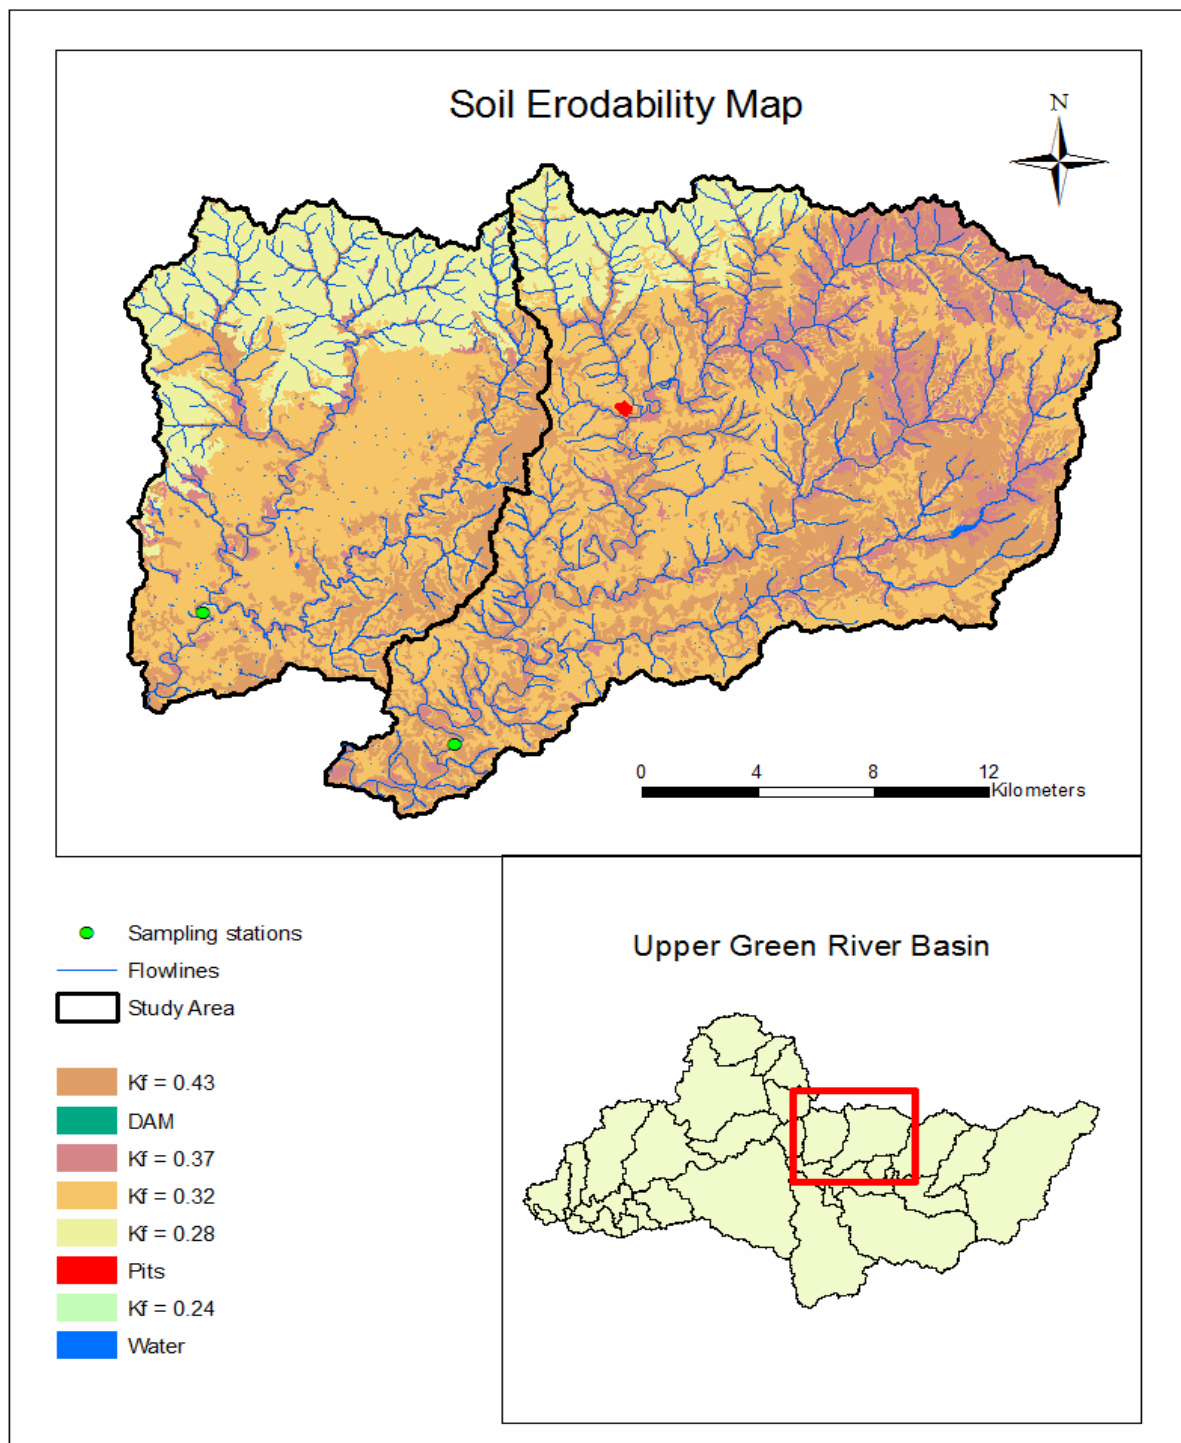 Soil Erodability Map
N
0 4 8 12
Kilometers
Sampling stations
Flowlines
Study Area
Kf = 0.43
DAM
Kf = 0.37
Kf = 0.32
Kf = 0.28
Pits
Kf = 0.24
Water
Upper Green River Basin